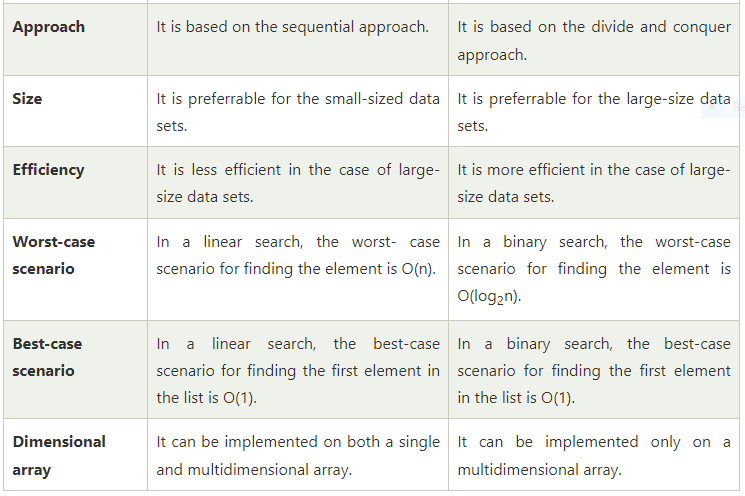 Approach
It is based on the sequential approach.
It is based on the divide and conquer
approach.
Size
It is preferrable for the small-sized data
sets.
It is preferrable for the large-size data
sets.
Efficiency
It is less efficient in the case of large-
size data sets.
It is more efficient in the case of large-
size data sets.
Worst-case
scenario
In a linear search, the worst- case
scenario for finding the element is O(n).
In a binary search, the worst-case
scenario for finding the element is
O(log₂n).
Best-case
scenario
In a linear search, the best-case
scenario for finding the first element in
the list is O(1).
In a binary search, the best-case
scenario for finding the first element
in the list is O(1).
Dimensional
array
It can be implemented on both a single
and multidimensional array.
It can be implemented only on a
multidimensional array.